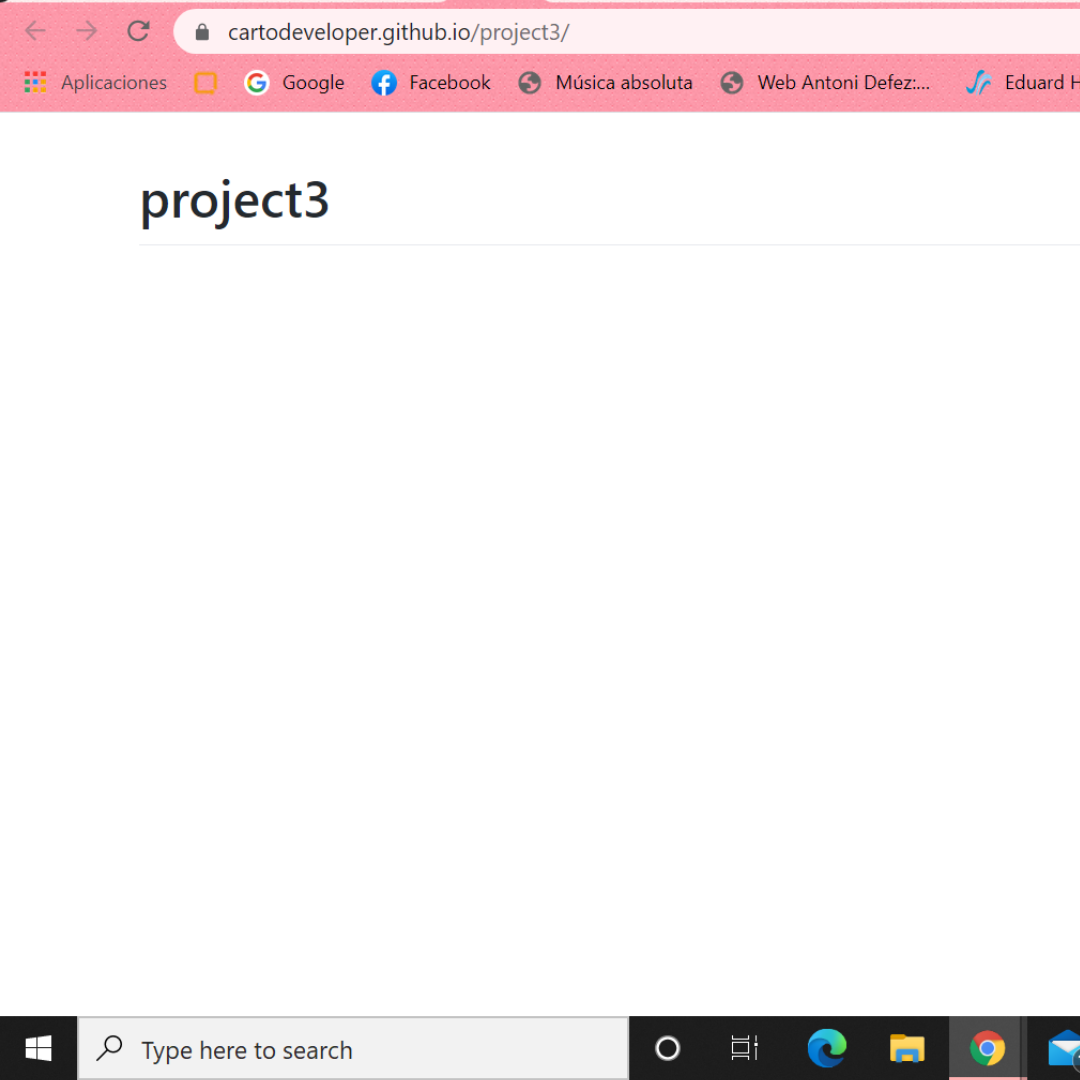 cartodeveloper.github.io/project3/
Aplicaciones Google Facebook Música absoluta Web Antoni Defez:... Eduard H
project3
Type here to search